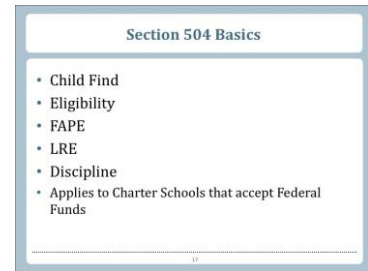 Section 504 Basics
• Child Find
• Eligibility
• FAPE
• LRE
• Discipline
• Applies to Charter Schools that accept Federal
Funds
17